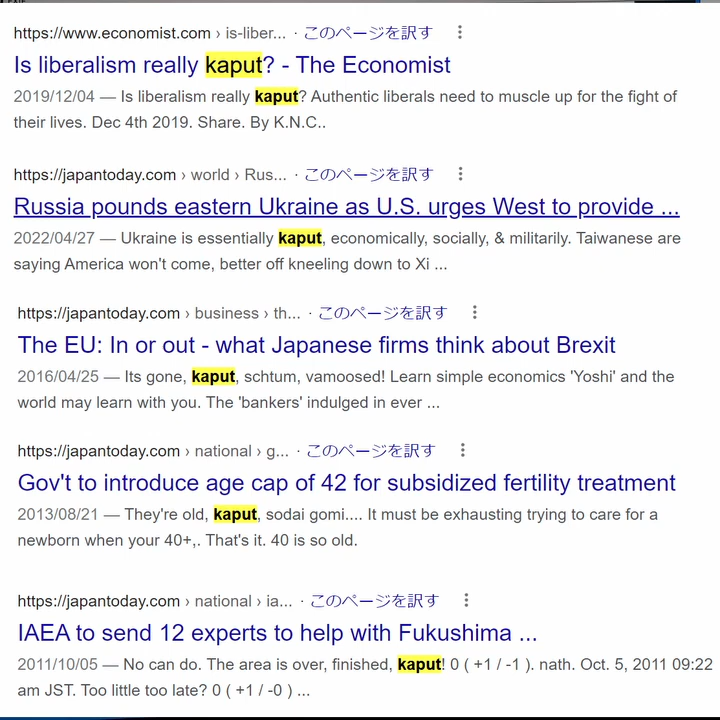 https://www.economist.com › is-liber... · このページを訳す
Is liberalism really kaput? - The Economist
2019/12/04 — Is liberalism really kaput? Authentic liberals need to muscle up for the fight of
their lives. Dec 4th 2019. Share. By K.N.C..
https://japantoday.com › world › Rus... · このページを訳す
Russia pounds eastern Ukraine as U.S. urges West to provide ...
2022/04/27 — Ukraine is essentially kaput, economically, socially, & militarily. Taiwanese are
saying America won't come, better off kneeling down to Xi ...
https://japantoday.com › business › th... · このページを訳す
The EU: In or out - what Japanese firms think about Brexit
2016/04/25 — Its gone, kaput, schtum, vamoosed! Learn simple economics 'Yoshi' and the
world may learn with you. The 'bankers' indulged in ever ...
https://japantoday.com › national › g... · このページを訳す
Gov't to introduce age cap of 42 for subsidized fertility treatment
2013/08/21 — They're old, kaput, sodai gomi.... It must be exhausting trying to care for a
newborn when your 40+,. That's it. 40 is so old.
https://japantoday.com › national › ia... · このページを訳す
IAEA to send 12 experts to help with Fukushima ...
2011/10/05 — No can do. The area is over, finished, kaput! 0 ( +1 / -1 ). nath. Oct. 5, 2011 09:22
am JST. Too little too late? 0 ( +1 / -0 ) ...